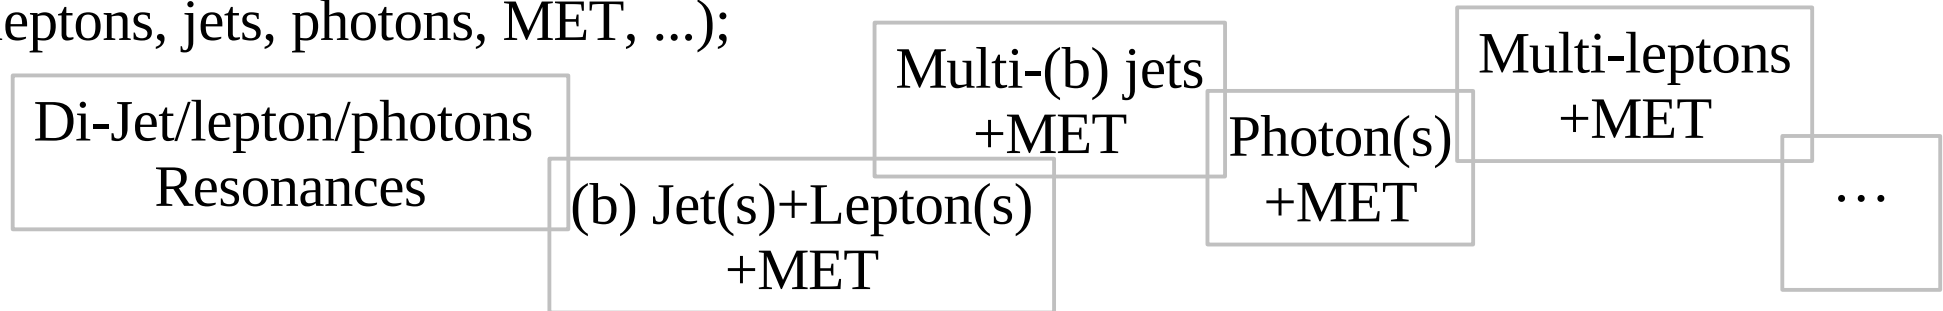 leptons, jets, photons, MET, ...);
Di-Jet/lepton/photons
Resonances
(b) Jet(s)+Lepton(s)
+MET
Multi-(b) jets
+MET
Photon(s)
+MET
Multi-leptons
+MET
...